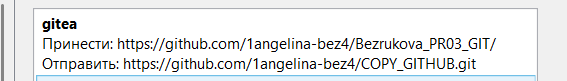 gitea
Принести: https://github.com/1angelina-bez4/Bezrukova_PR03_GIT/
Отправить: https://github.com/1angelina-bez4/COPY_GITHUB.git